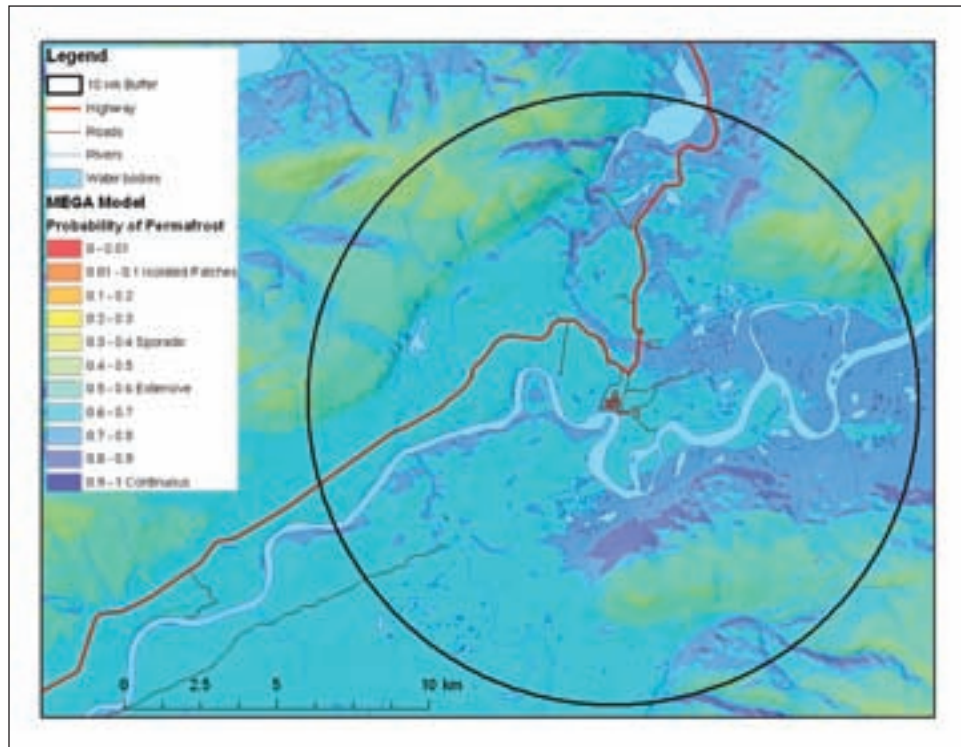 Legend
10 km Buffer
Highway
Roads
Rivers
Water bodies
MEGA Model
Probability of Permafrost
0 - 0.01
0.01 - 0.1 Isolated Patches
0.1 - 0.2
0.2 - 0.3
0.3 - 0.4 Sporadic
0.4 - 0.5
0.5 - 0.6 Extensive
0.6 - 0.7
0.7 - 0.8
0.8 - 0.9
0.9 - 1 Continuous
0 2.5 5 10 km